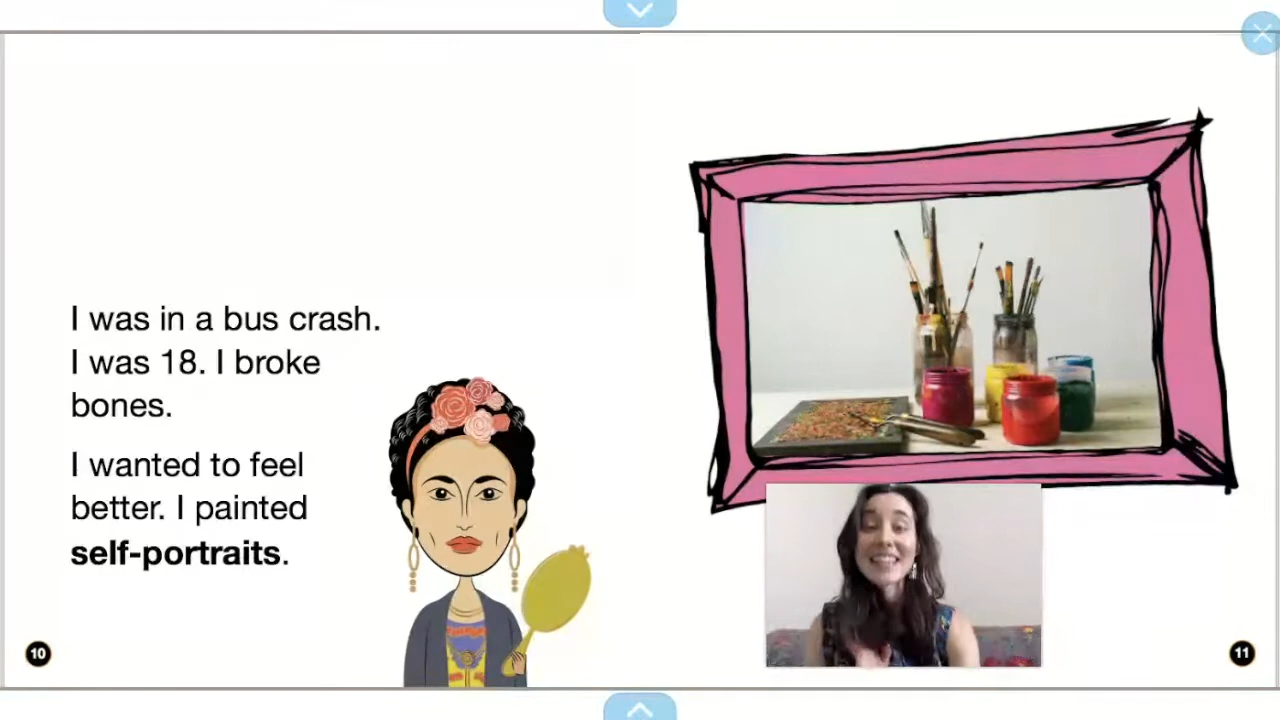 I was in a bus crash.
I was 18. I broke
bones.
I wanted to feel
better. I painted
self-portraits.
10
11